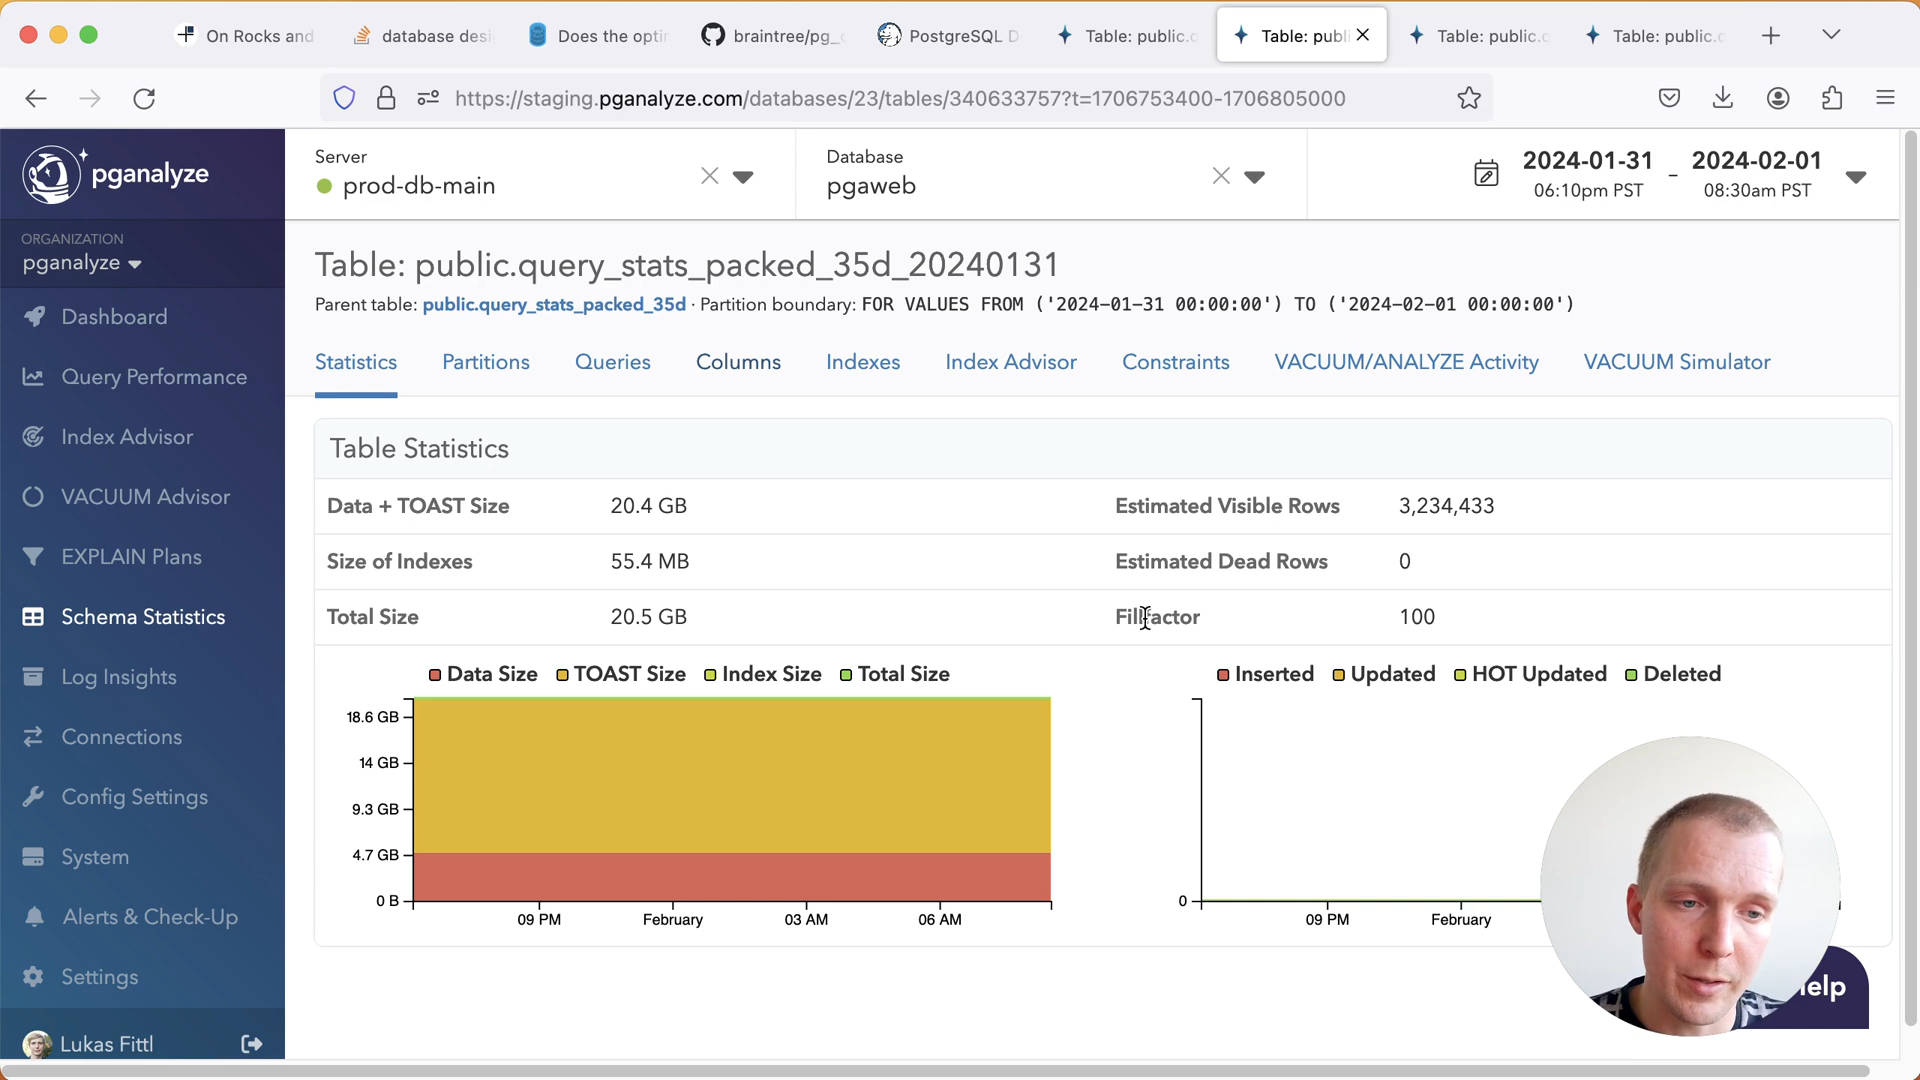 On Rocks and
database desi
Does the opti
braintree/pg_
PostgreSQL D
Table: public.
Table: publ
Table: public.
Table: public.
https://staging.pganalyze.com/databases/23/tables/340633757?t=1706753400-1706805000
pganalyze
ORGANIZATION
pganalyze
Dashboard
Query Performance
Index Advisor
VACUUM Advisor
EXPLAIN Plans
Schema Statistics
Log Insights
Connections
Config Settings
System
Alerts & Check-Up
Settings
Lukas Fittl
Server
prod-db-main
Database
pgaweb
2024-01-31 – 2024-02-01
06:10pm PST 08:30am PST
Table: public.query_stats_packed_35d_20240131
Parent table: public.query_stats_packed_35d · Partition boundary: FOR VALUES FROM ('2024-01-31 00:00:00') TO ('2024-02-01 00:00:00')
Statistics Partitions Queries Columns Indexes Index Advisor Constraints VACUUM/ANALYZE Activity VACUUM Simulator
Table Statistics
Data + TOAST Size 20.4 GB Estimated Visible Rows 3,234,433
Size of Indexes 55.4 MB Estimated Dead Rows 0
Total Size 20.5 GB Fillfactor 100
Data Size TOAST Size Index Size Total Size
18.6 GB
14 GB
9.3 GB
4.7 GB
0 B
09 PM February 03 AM 06 AM
Inserted Updated HOT Updated Deleted
0
09 PM February
elp